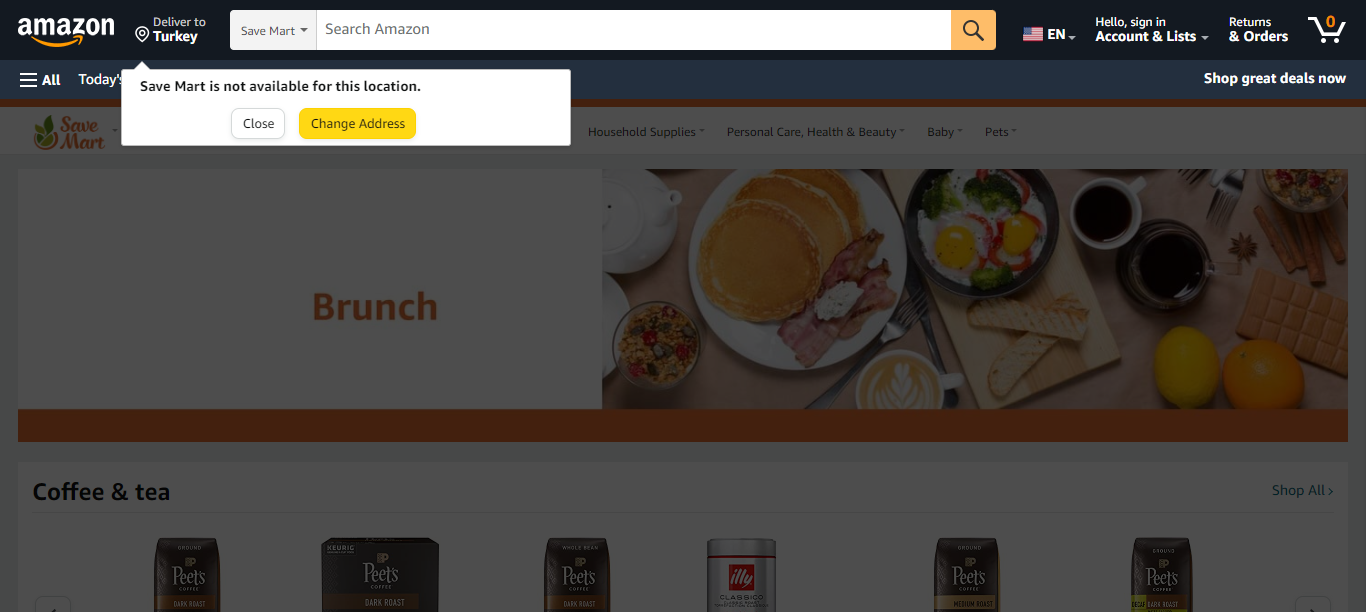 amazon
Deliver to
Turkey
Save Mart
Search Amazon
EN
Hello, sign in
Account & Lists
Returns
& Orders
0
All
Today's
Shop great deals now
Save Mart is not available for this location.
Close
Change Address
Save
Mart
Household Supplies
Personal Care, Health & Beauty
Baby
Pets
Brunch
Coffee & tea
Shop All
GROUND
Peet's
COFFEE
DARK ROAST
KEURIG
Peet's
COFFEE
DARK ROAST
WHOLE BEAN
Peet's
COFFEE
DARK ROAST
illy
CLASSICO
GROUND
Peet's
COFFEE
MEDIUM ROAST
GROUND
Peet's
COFFEE
DECAF DARK ROAST